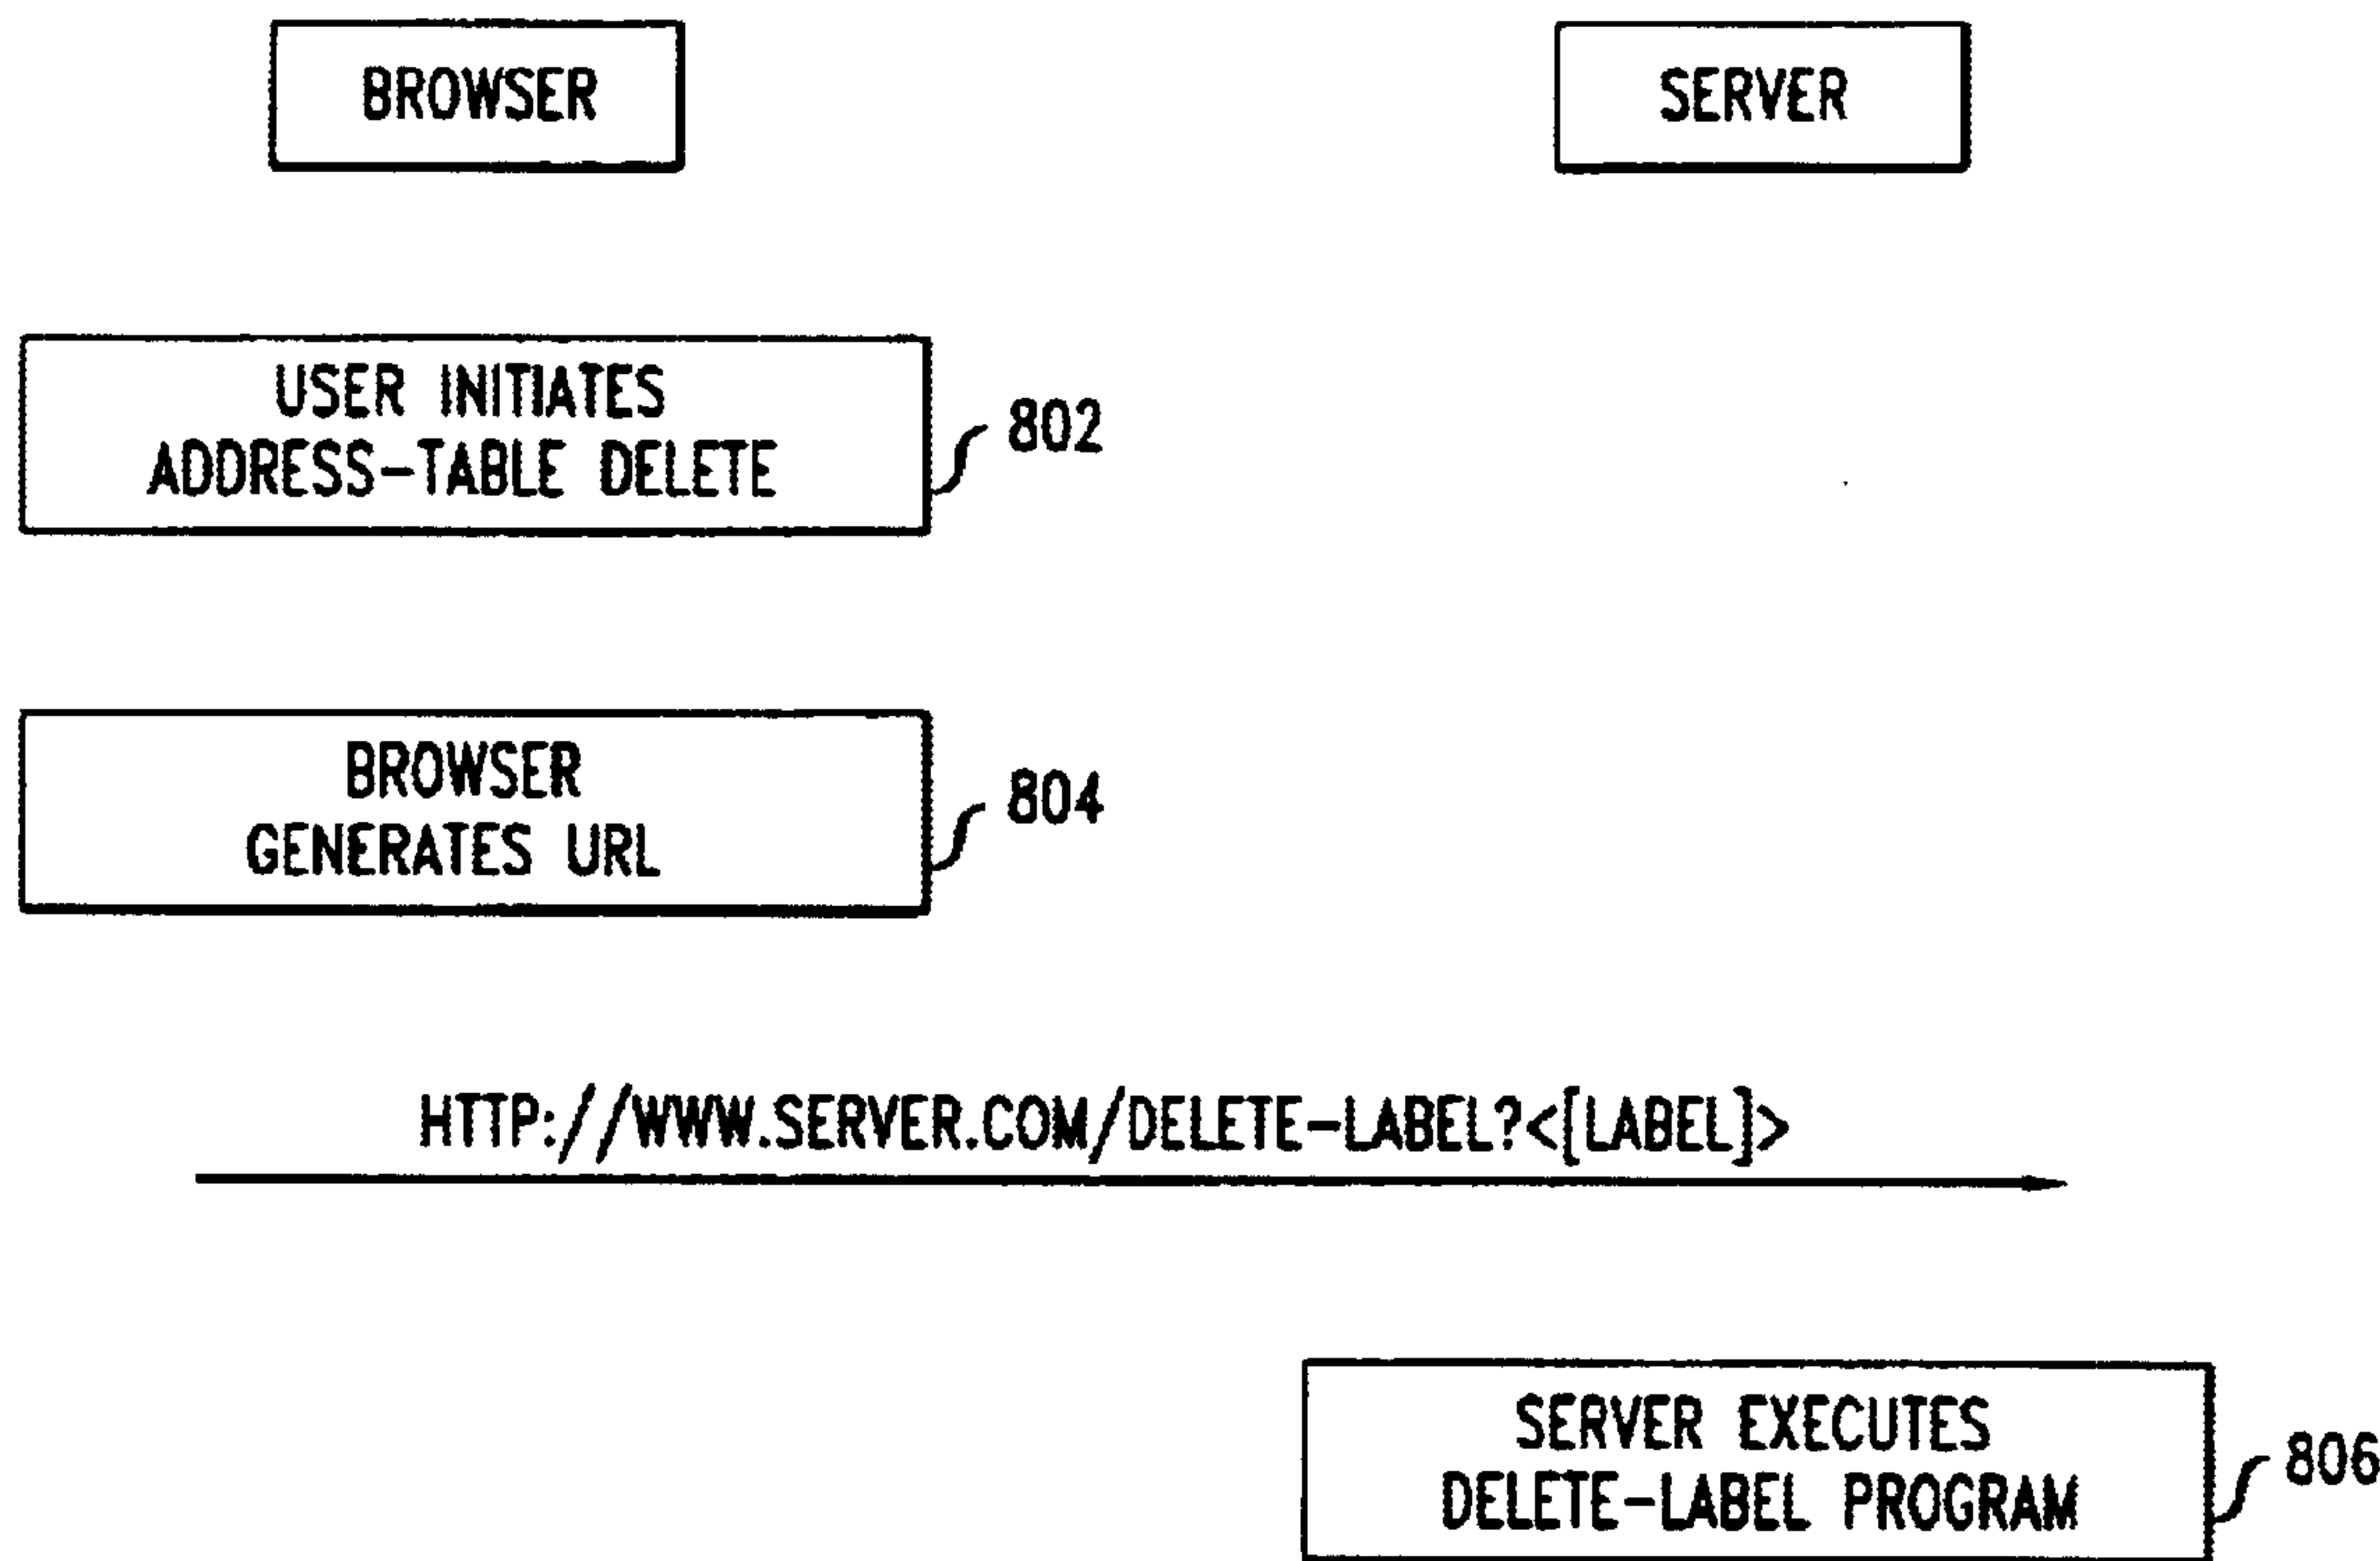 BROWSER
SERVER
USER INITIATES
ADDRESS-TABLE DELETE
802
BROWSER
GENERATES URL
804
HTTP://WWW.SERVER.COM/DELETE-LABEL?<[LABEL]>
SERVER EXECUTES
DELETE-LABEL PROGRAM
806